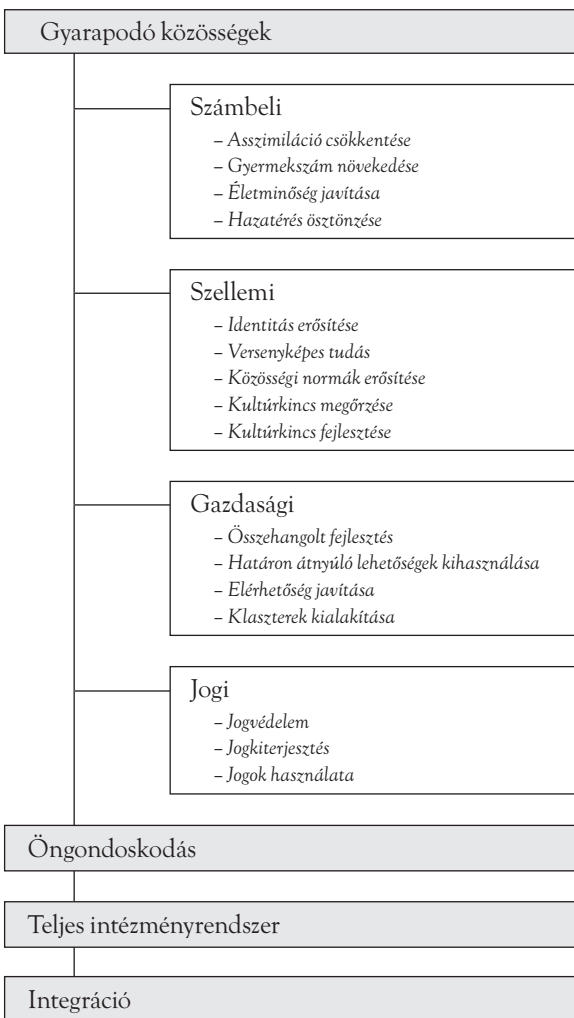 Gyarapodó közösségek
Számbeli
– Asszimiláció csökkentése
– Gyermekszám növekedése
– Életminőség javítása
– Hazatérés ösztönzése
Szellemi
– Identitás erősítése
– Versenyképes tudás
– Közösségi normák erősítése
– Kultúrkincs megőrzése
– Kultúrkincs fejlesztése
Gazdasági
– Összehangolt fejlesztés
– Határon átnyúló lehetőségek kihasználása
– Elérhetőség javítása
– Klaszterek kialakítása
Jogi
– Jogvédelem
– Jogkiterjesztés
– Jogok használata
Öngondoskodás
Teljes intézményrendszer
Integráció